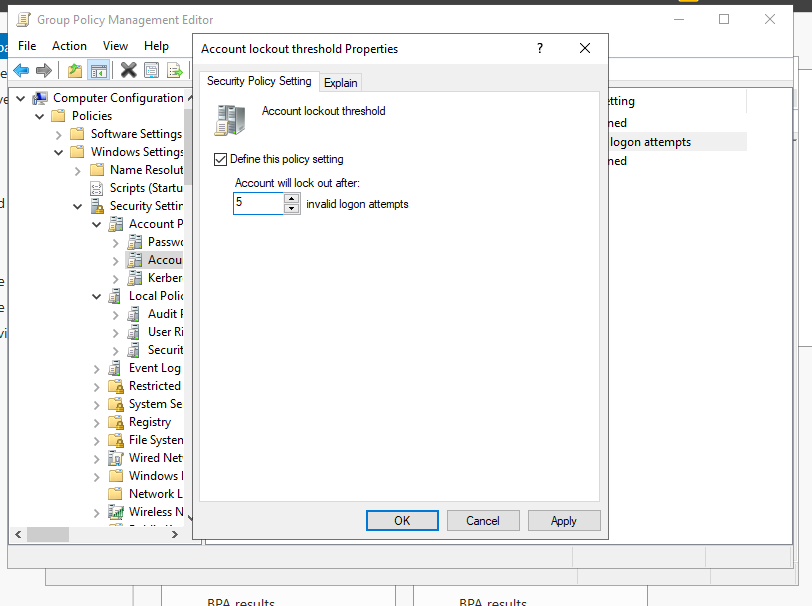 Group Policy Management Editor
File Action View Help
Computer Configuration
Policies
Software Settings
Windows Settings
Name Resolut
Scripts (Startu
Security Settin
Account P
Passwo
Accou
Kerber
Local Polic
Audit P
User Ri
Securit
Event Log
Restricted
System Se
Registry
File System
Wired Net
Windows
Network L
Wireless N
Account lockout threshold Properties
?
Security Policy Setting
Explain
Account lockout threshold
Define this policy setting
Account will lock out after:
5 invalid logon attempts
OK Cancel Apply
etting
ned
logon attempts
ned
BPA results BPA results